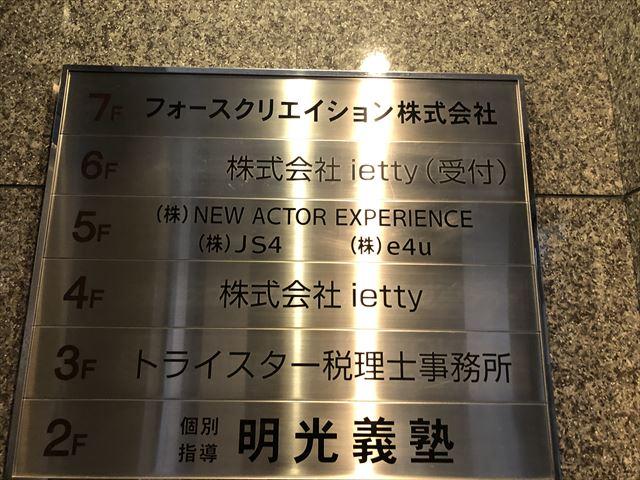 7F フォースクリエイション株式会社
6F 株式会社 ietty(受付)
5F (株)NEW ACTOR EXPERIENCE
(株)JS4 (株)e4u
4F 株式会社 ietty
3F トライスター税理士事務所
2F 個別指導 明光義塾